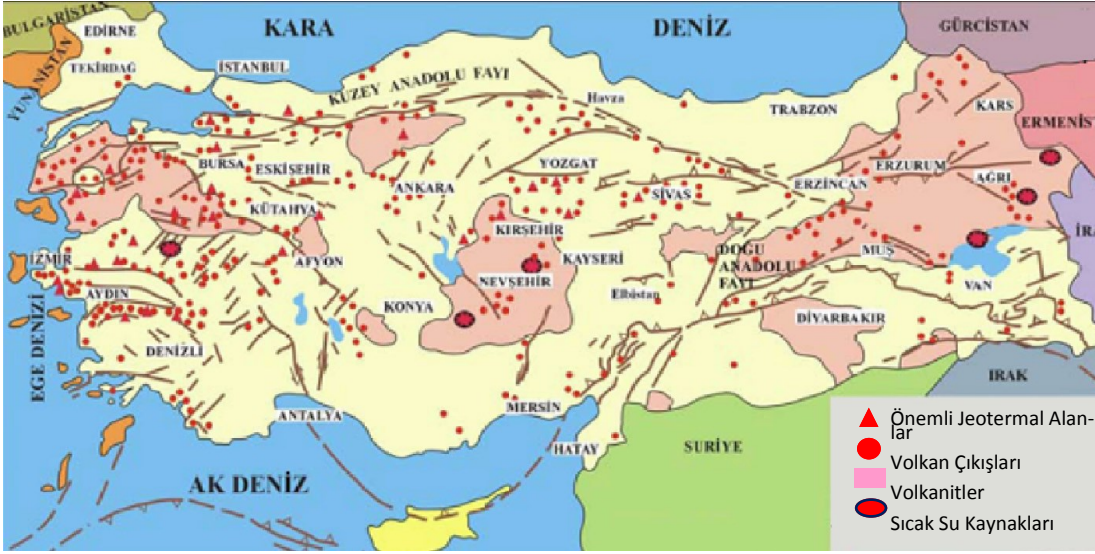 BULGARİSTAN
EDİRNE
KARA
DENİZ
GÜRCİSTAN
TEKİRDAĞ
İSTANBUL
YUNANİSTAN
KÜZEY ANADOLU FAYI
Havza
TRABZON
KARS
ERMENİS
BURSA
ESKİŞEHİR
YOZGAT
ERZURUM
AĞRI
ANKARA
SİVAS
ERZİNCAN
KÜTAHYA
İRA
KIRŞEHİR
İZMİR
AFYON
KAYSERİ
DOĞU
ANADOLU
FAYI
MUŞ
NEVŞEHİR
VAN
AYDIN
Elbistan
KONYA
DİYARBAKIR
EGE DENİZİ
DENİZLİ
IRAK
ANTALYA
MERSİN
HATAY
SURİYE
AK DENİZ
Önemli Jeotermal Alan-
lar
Volkan Çıkışları
Volkanitler
Sıcak Su Kaynakları